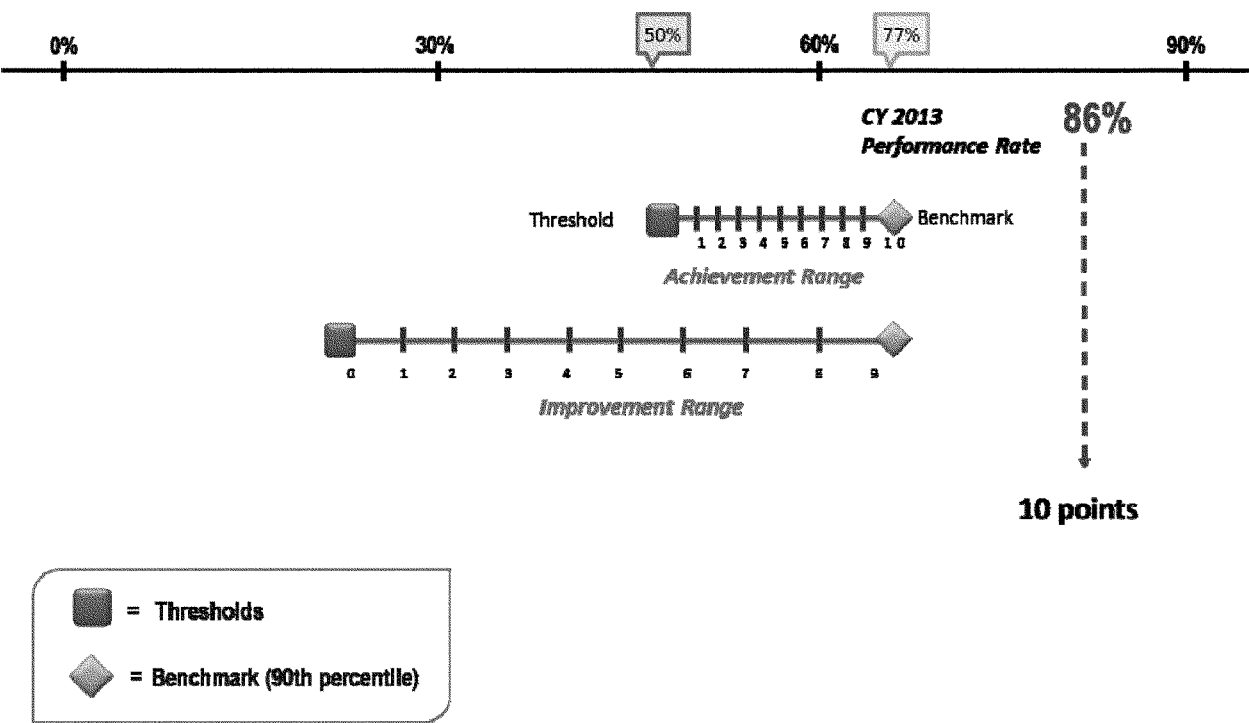 0% 30% 50% 60% 77% 90%
CY 2013 86%
Performance Rate
Threshold Benchmark
1 2 3 4 5 6 7 8 9 10
Achievement Range
0 1 2 3 4 5 6 7 8 9
Improvement Range
10 points
= Thresholds
= Benchmark (90th percentile)